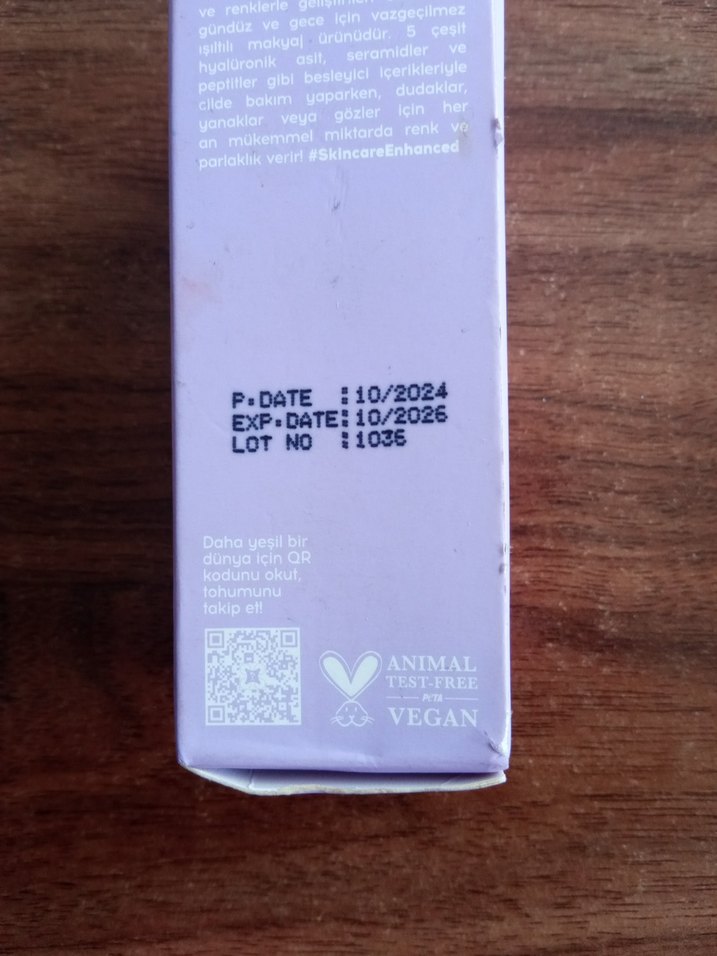 ve renklerle geliştirilen
gündüz ve gece için vazgeçilmez
ışıltılı makyaj ürünüdür. 5 çeşit
hyalüronik asit, seramidler ve
peptitler gibi besleyici içerikleriyle
cilde bakım yaparken, dudaklar,
yanaklar veya gözler için her
an mükemmel miktarda renk ve
parlaklık verir! #SkincareEnhanced
P.DATE :10/2024
EXP.DATE:10/2026
LOT NO :1036
Daha yeşil bir
dünya için QR
kodunu okut,
tohumunu
takip et!
ANIMAL
TEST-FREE
PETA
VEGAN